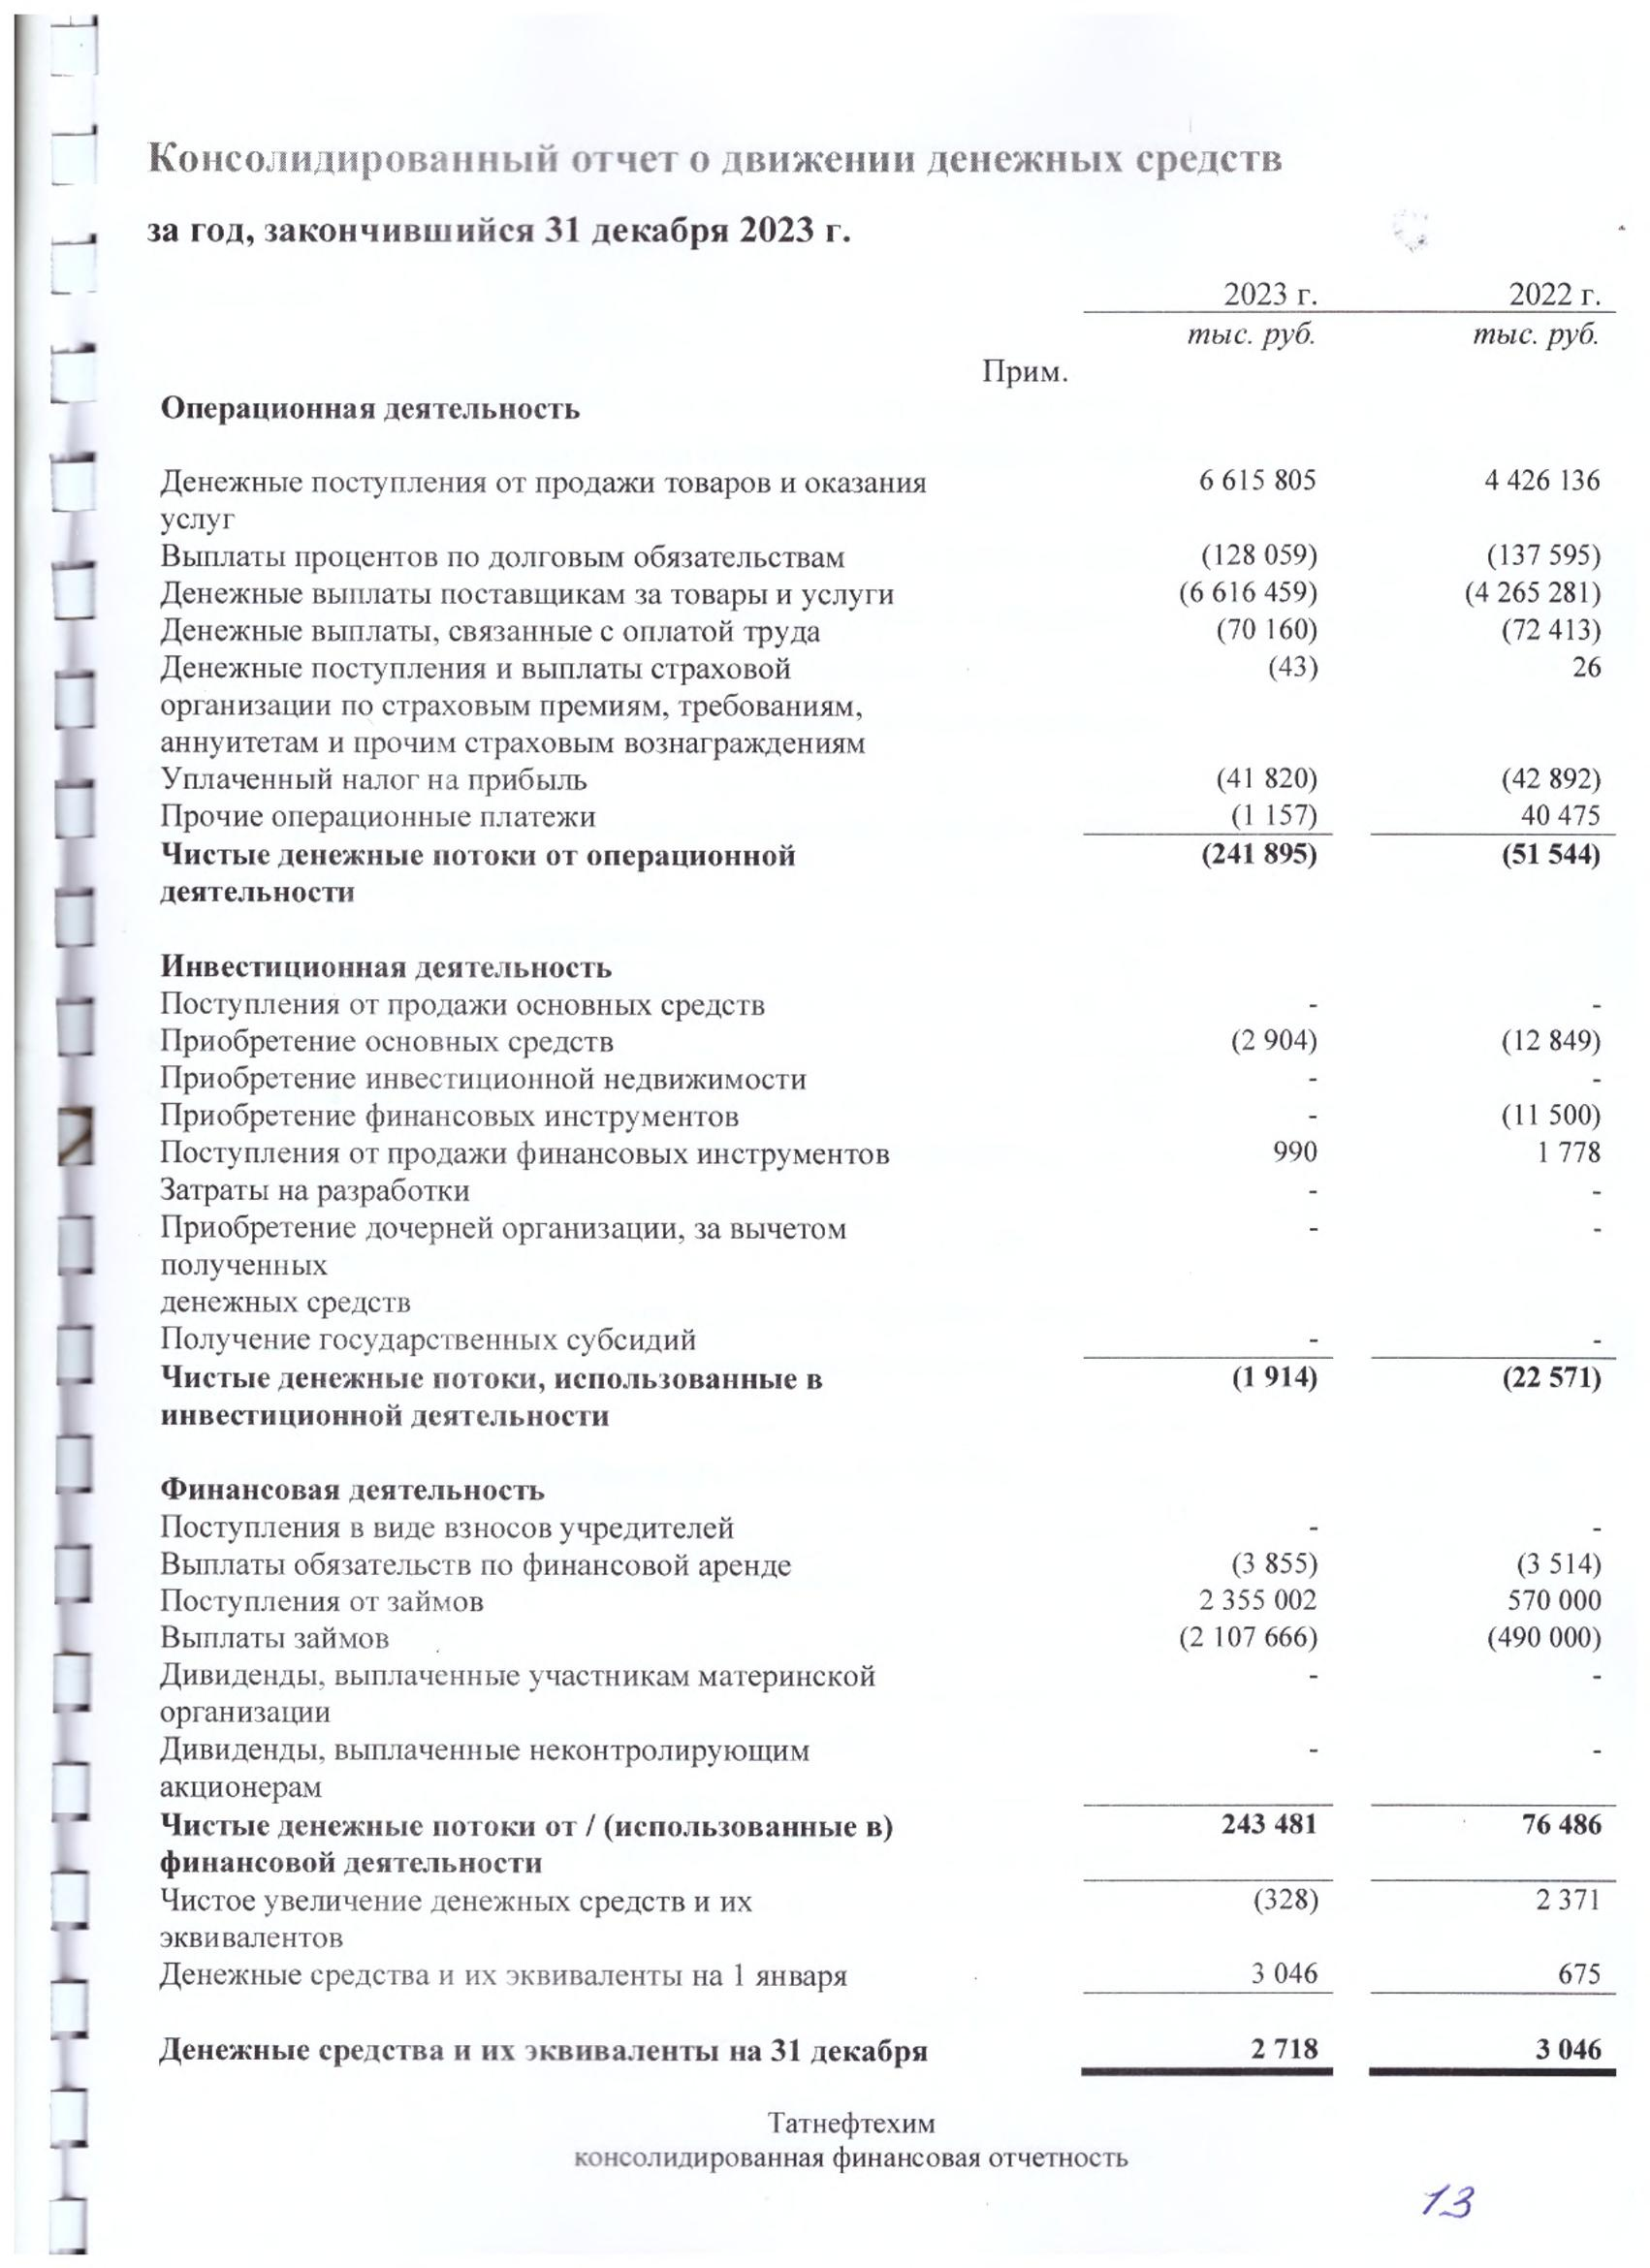 Консолидированный отчет о движении денежных средств
за год, закончившийся 31 декабря 2023 г.
2023 г. 2022 г.
тыс. руб. тыс. руб.
Прим.
Операционная деятельность
Денежные поступления от продажи товаров и оказания 6 615 805 4 426 136
услуг
Выплаты процентов по долговым обязательствам (128 059) (137 595)
Денежные выплаты поставщикам за товары и услуги (6 616 459) (4 265 281)
Денежные выплаты, связанные с оплатой труда (70 160) (72 413)
Денежные поступления и выплаты страховой (43) 26
организации по страховым премиям, требованиям,
аннуитетам и прочим страховым вознаграждениям
Уплаченный налог на прибыль (41 820) (42 892)
Прочие операционные платежи (1 157) 40 475
Чистые денежные потоки от операционной (241 895) (51 544)
деятельности
Инвестиционная деятельность
Поступления от продажи основных средств - -
Приобретение основных средств (2 904) (12 849)
Приобретение инвестиционной недвижимости - -
Приобретение финансовых инструментов - (11 500)
Поступления от продажи финансовых инструментов 990 1 778
Затраты на разработки - -
Приобретение дочерней организации, за вычетом - -
полученных
денежных средств
Получение государственных субсидий - -
Чистые денежные потоки, использованные в (1 914) (22 571)
инвестиционной деятельности
Финансовая деятельность
Поступления в виде взносов учредителей - -
Выплаты обязательств по финансовой аренде (3 855) (3 514)
Поступления от займов 2 355 002 570 000
Выплаты займов (2 107 666) (490 000)
Дивиденды, выплаченные участникам материнской - -
организации
Дивиденды, выплаченные неконтролирующим - -
акционерам
Чистые денежные потоки от / (использованные в) 243 481 76 486
финансовой деятельности
Чистое увеличение денежных средств и их (328) 2 371
эквивалентов
Денежные средства и их эквиваленты на 1 января 3 046 675
Денежные средства и их эквиваленты на 31 декабря 2 718 3 046
Татнефтехим
консолидированная финансовая отчетность
13